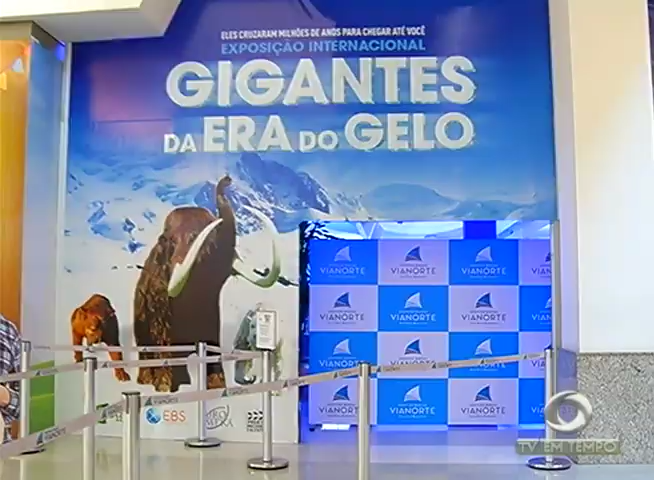 ELES CRUZARAM MILHÕES DE ANOS PARA CHEGAR ATÉ VOCÊ
EXPOSIÇÃO INTERNACIONAL
GIGANTES
DA ERA DO GELO
VIANORTE VIANORTE VIANORTE
VIANORTE VIANORTE VIANORTE
VIANORTE VIANORTE VIANORTE
VIANORTE VIANORTE VIANORTE
EBS
TV EM TEMPO